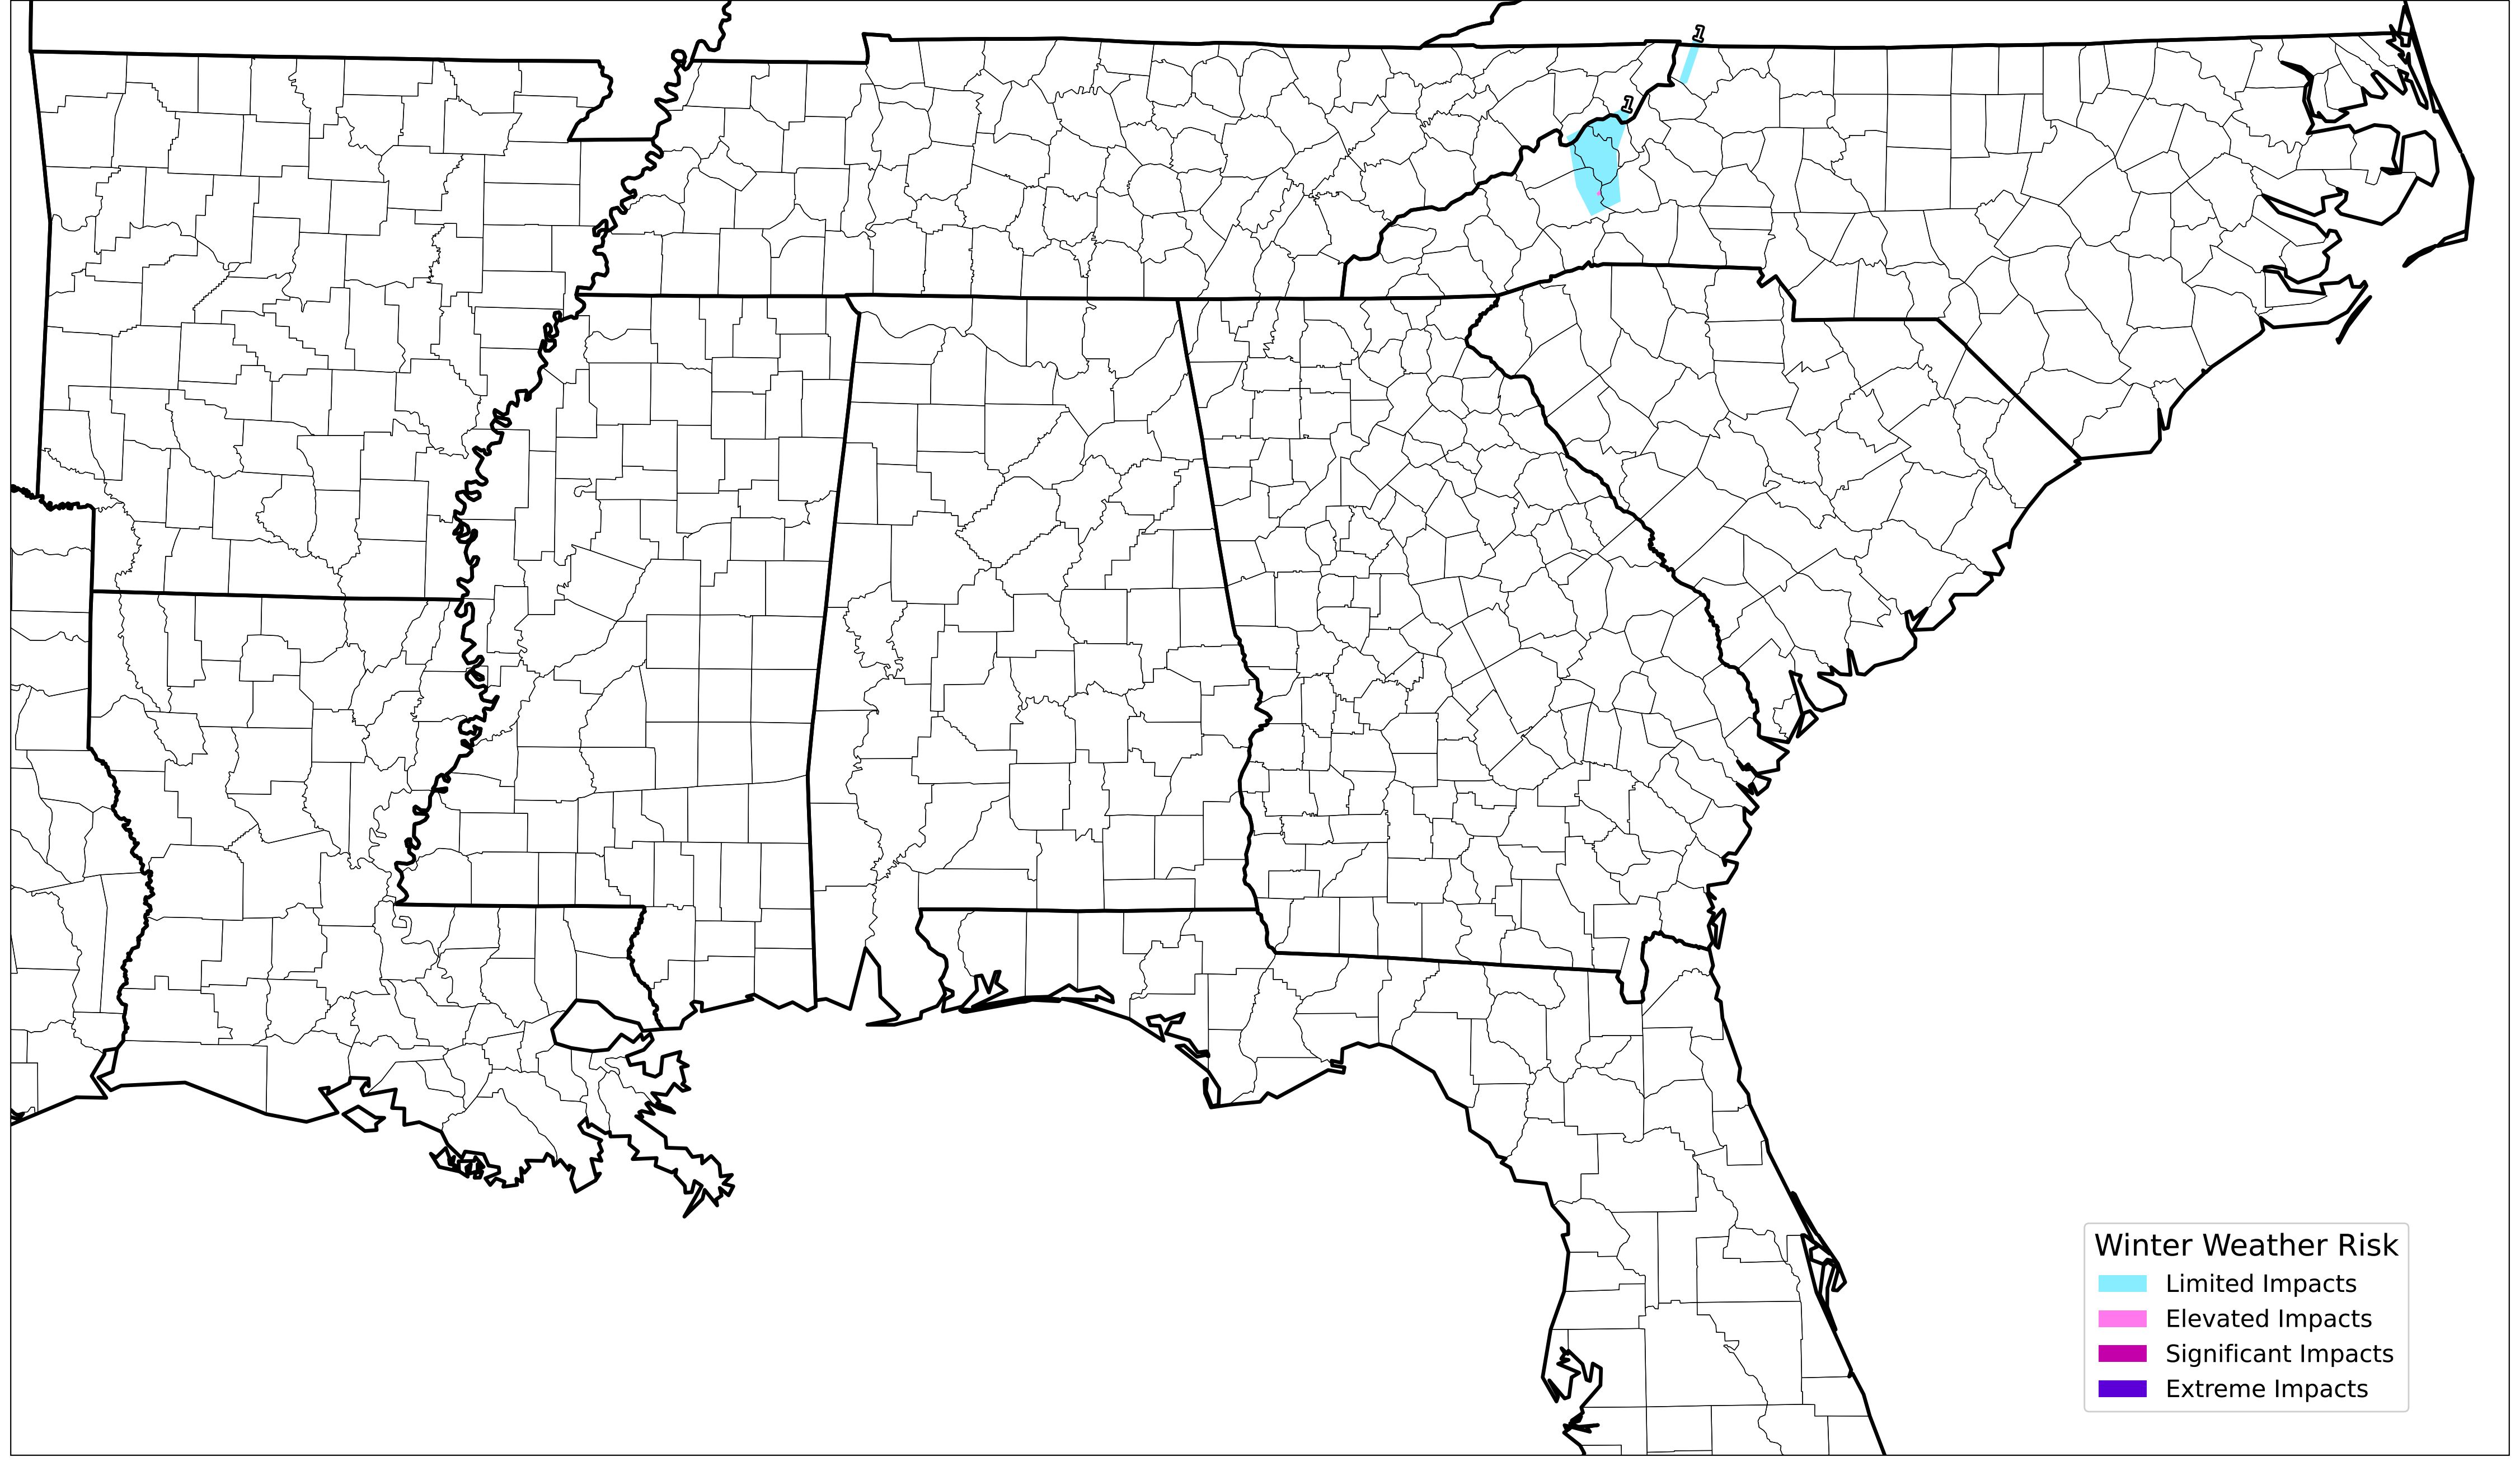 1
1
Winter Weather Risk
Limited Impacts
Elevated Impacts
Significant Impacts
Extreme Impacts